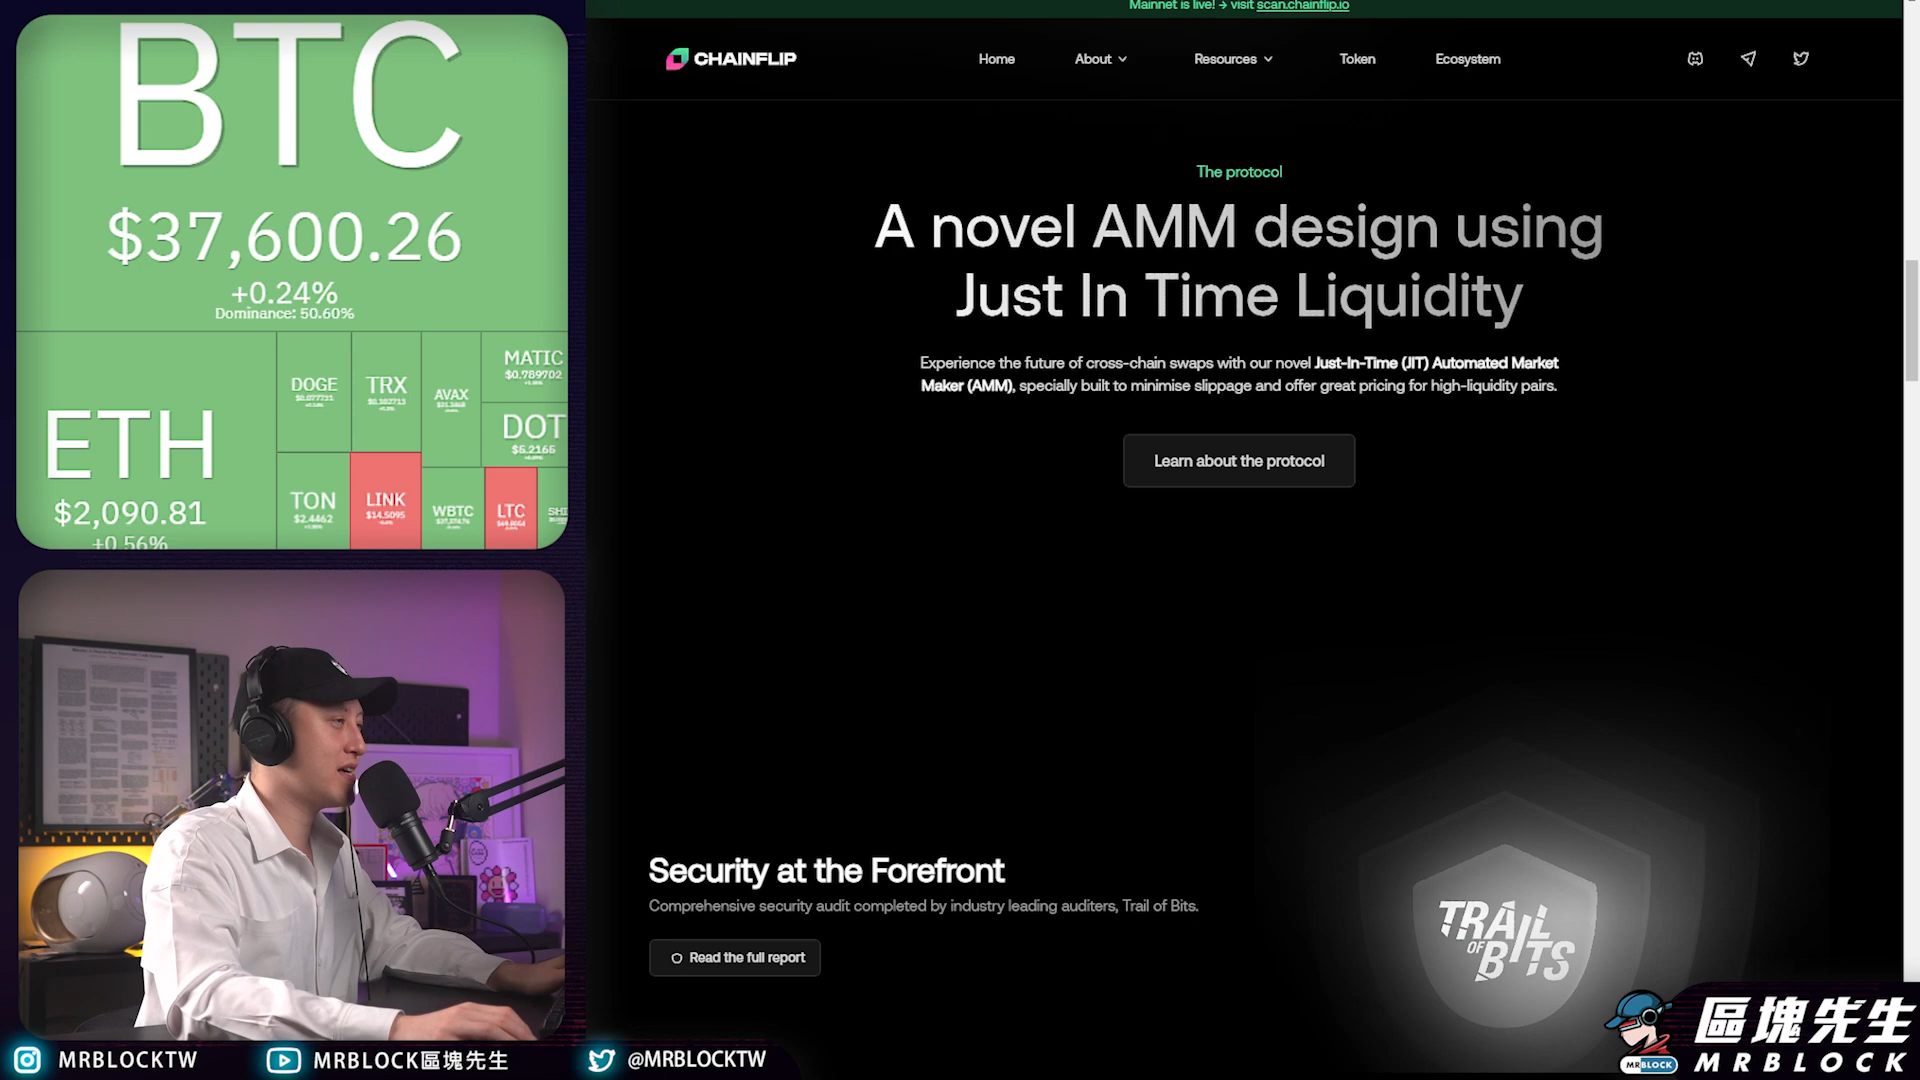 BTC
$37,600.26
+0.24%
Dominance: 50.60%
ETH
$2,090.81
+0.56%
DOGE
TRX
AVAX
MATIC
$0.789702
DOT
$5.2165
TON
$2.4462
LINK
$14.5095
WBTC
LTC
SHI
Mainnet is live! → visit scan.chainflip.io
CHAINFLIP
Home
About
Resources
Token
Ecosystem
The protocol
A novel AMM design using
Just In Time Liquidity
Experience the future of cross-chain swaps with our novel Just-In-Time (JIT) Automated Market
Maker (AMM), specially built to minimise slippage and offer great pricing for high-liquidity pairs.
Learn about the protocol
Security at the Forefront
Comprehensive security audit completed by industry leading auditers, Trail of Bits.
Read the full report
TRAIL
OF
BITS
MRBLOCKTW
MRBLOCK區塊先生
@MRBLOCKTW
MRBLOCK
區塊先生
MRBLOCK